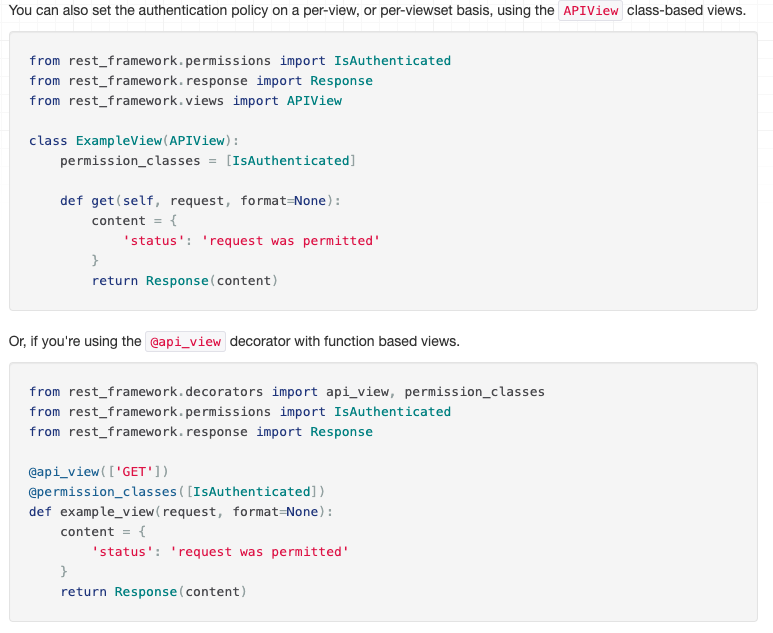 You can also set the authentication policy on a per-view, or per-viewset basis, using the APIView class-based views.
from rest_framework.permissions import IsAuthenticated
from rest_framework.response import Response
from rest_framework.views import APIView

class ExampleView(APIView):
    permission_classes = [IsAuthenticated]

    def get(self, request, format=None):
        content = {
            'status': 'request was permitted'
        }
        return Response(content)

Or, if you're using the @api_view decorator with function based views.
from rest_framework.decorators import api_view, permission_classes
from rest_framework.permissions import IsAuthenticated
from rest_framework.response import Response

@api_view(['GET'])
@permission_classes([IsAuthenticated])
def example_view(request, format=None):
    content = {
        'status': 'request was permitted'
    }
    return Response(content)